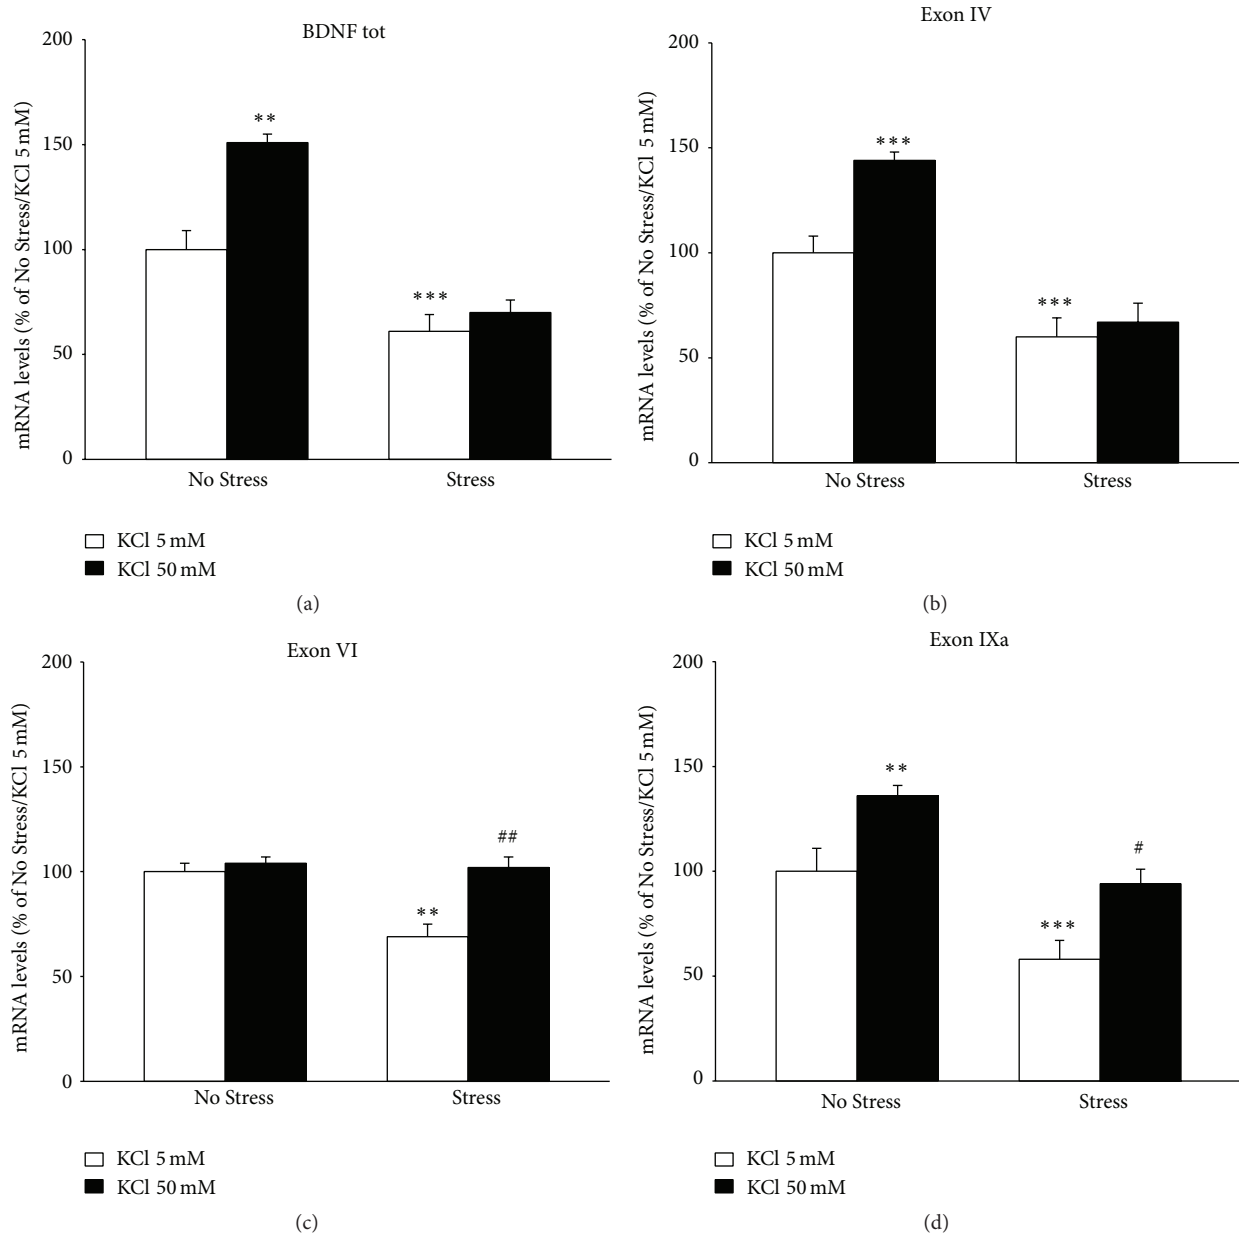 BDNF tot
mRNA levels (% of No Stress/KCl 5 mM)
200
150
100
50
0
**
***
No Stress
Stress
KCl 5 mM
KCl 50 mM
(a)
Exon IV
mRNA levels (% of No Stress/KCl 5 mM)
200
150
100
50
0
***
***
No Stress
Stress
KCl 5 mM
KCl 50 mM
(b)
Exon VI
mRNA levels (% of No Stress/KCl 5 mM)
200
150
100
50
0
**
##
No Stress
Stress
KCl 5 mM
KCl 50 mM
(c)
Exon IXa
mRNA levels (% of No Stress/KCl 5 mM)
200
150
100
50
0
**
***
#
No Stress
Stress
KCl 5 mM
KCl 50 mM
(d)